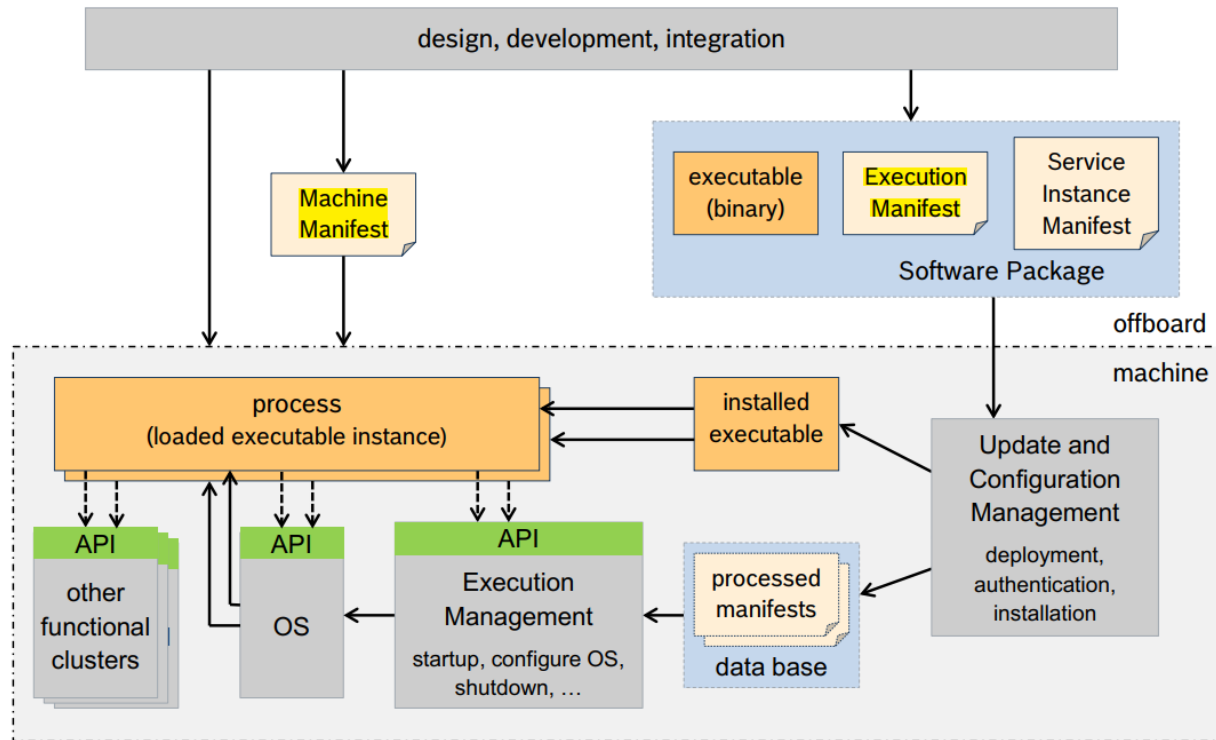 design, development, integration
Machine
Manifest
executable
(binary)
Execution
Manifest
Service
Instance
Manifest
Software Package
offboard
machine
process
(loaded executable instance)
installed
executable
Update and
Configuration
Management
deployment,
authentication,
installation
API
other
functional
clusters
API
OS
API
Execution
Management
startup, configure OS,
shutdown, ...
processed
manifests
data base